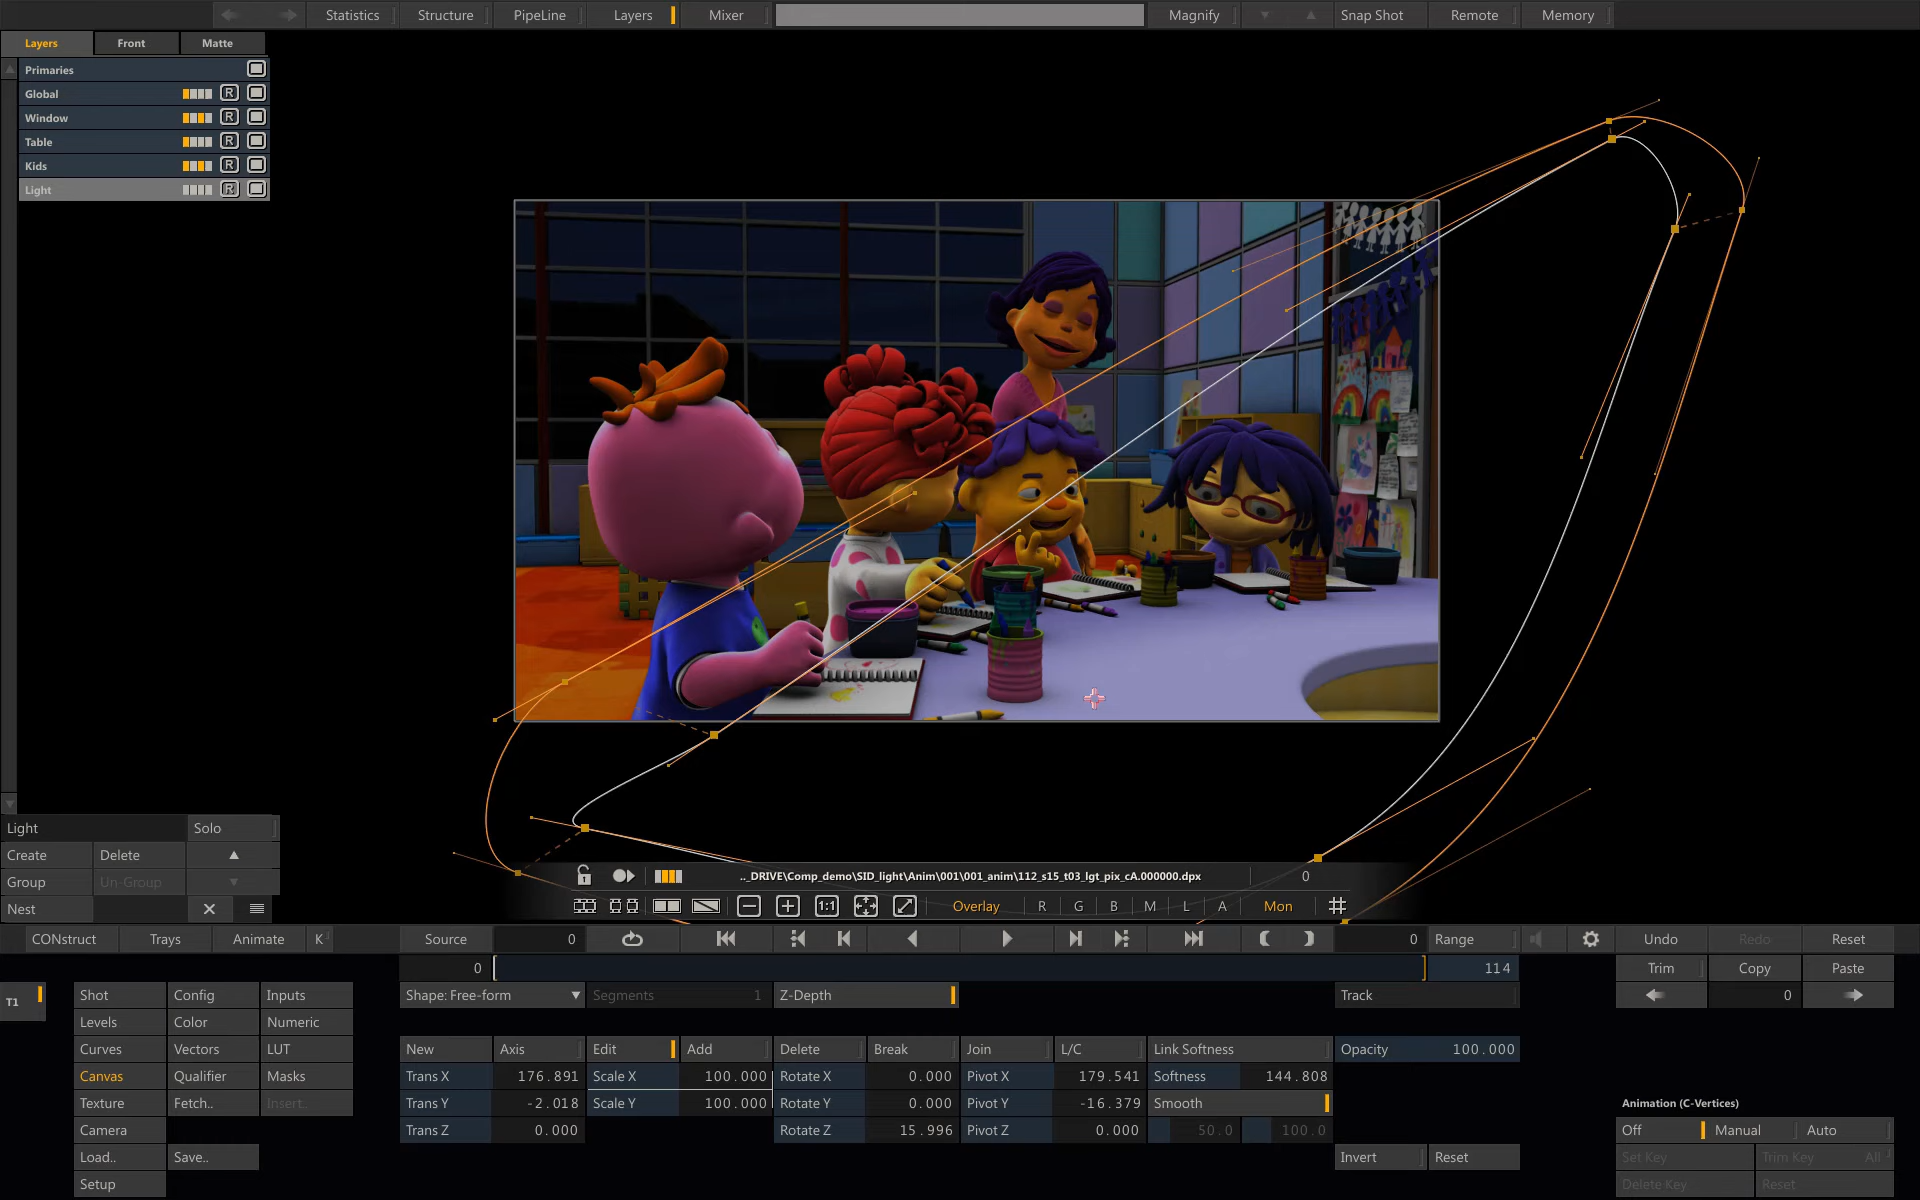 Statistics Structure PipeLine Layers Mixer Magnify Snap Shot Remote Memory
Layers Front Matte
Primaries
Global R
Window R
Table R
Kids R
Light R
Light Solo
Create Delete
Group Un-Group
Nest
.._DRIVE\Comp_demo\SID_light\Anim\001\001_anim\112_s15_t03_lgt_pix_cA.000000.dpx 0
1:1 Overlay R G B M L A Mon
CONstruct Trays Animate K Source 0 0 Range Undo Redo Reset
0 114 Trim Copy Paste
T1 Shot Config Inputs Shape: Free-form Segments 1 Z-Depth Track 0
Levels Color Numeric
Curves Vectors LUT New Axis Edit Add Delete Break Join L/C Link Softness Opacity 100.000
Canvas Qualifier Masks Trans X 176.891 Scale X 100.000 Rotate X 0.000 Pivot X 179.541 Softness 144.808
Texture Fetch.. Insert.. Trans Y -2.018 Scale Y 100.000 Rotate Y 0.000 Pivot Y -16.379 Smooth Animation (C-Vertices)
Camera Trans Z 0.000 Rotate Z 15.996 Pivot Z 0.000 50.0 100.0 Off Manual Auto
Load.. Save.. Invert Reset Set Key Trim Key All
Setup Delete Key Reset